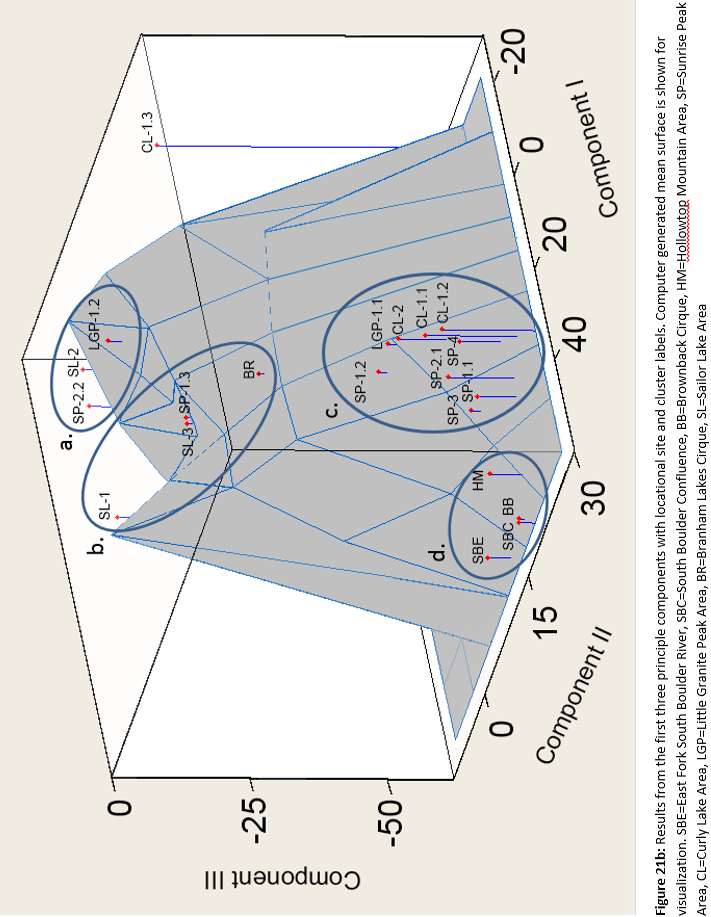 CL-1.3
a.
SP-2.2
SL-2
LGP-1.2
b.
SL-1
SL-3
SP-1.3
BR
c.
SP-1.2
LGP-1.1
CL-2
CL-1.1
CL-1.2
SP-2.1
SP-4
SP-3
SP-1.1
d.
SBE
SBC
BB
HM
Component III
0
-25
-50
Component II
0
15
30
Component I
40
20
0
-20
Figure 21b: Results from the first three principle components with locational site and cluster labels. Computer generated mean surface is shown for
visualization. SBE=East Fork South Boulder River, SBC=South Boulder Confluence, BB=Brownback Cirque, HM=Hollowtop Mountain Area, SP=Sunrise Peak
Area, CL=Curly Lake Area, LGP=Little Granite Peak Area, BR=Branham Lakes Cirque, SL=Sailor Lake Area